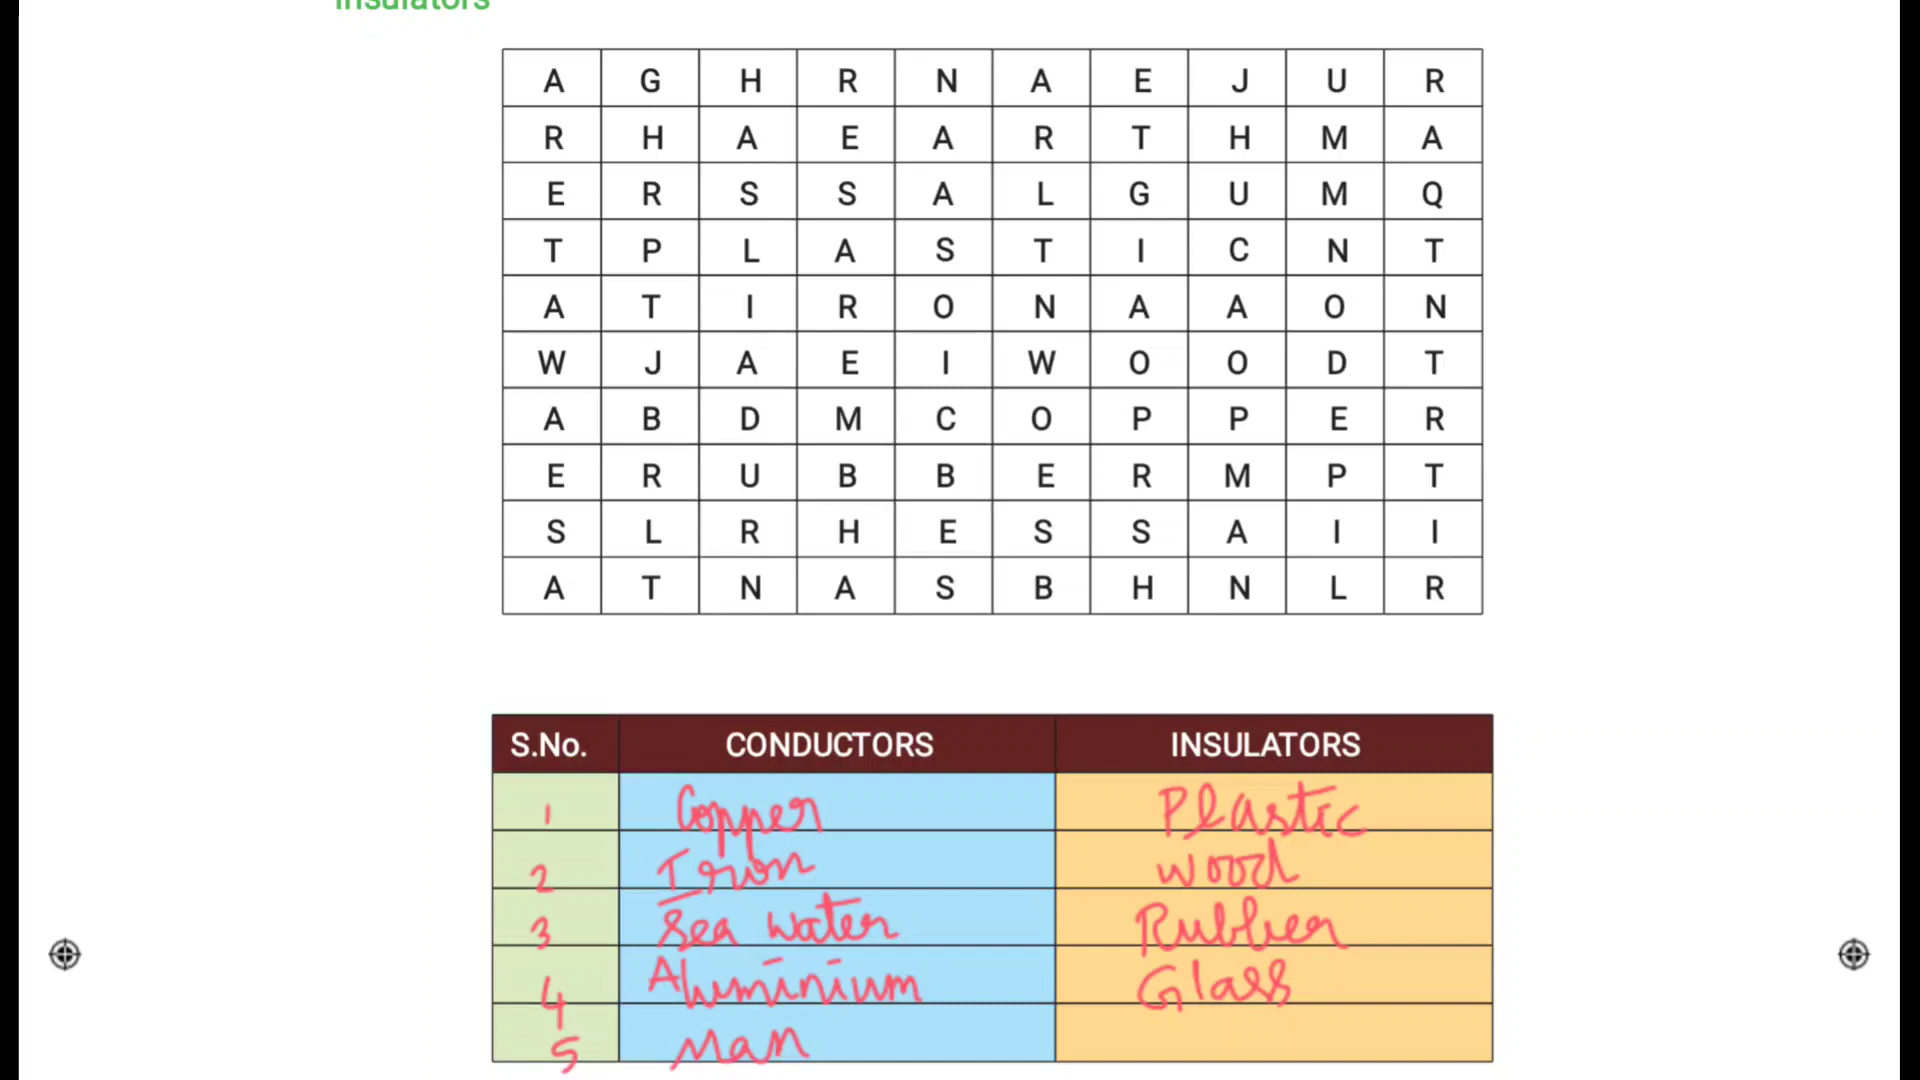 Insulators
A G H R N A E J U R
R H A E A R T H M A
E R S S A L G U M Q
T P L A S T I C N T
A T I R O N A A O N
W J A E I W O O D T
A B D M C O P P E R
E R U B B E R M P T
S L R H E S S A I I
A T N A S B H N L R
S.No. CONDUCTORS INSULATORS
1 Copper Plastic
2 Iron wood
3 Sea water Rubber
4 Aluminium Glass
5 Man